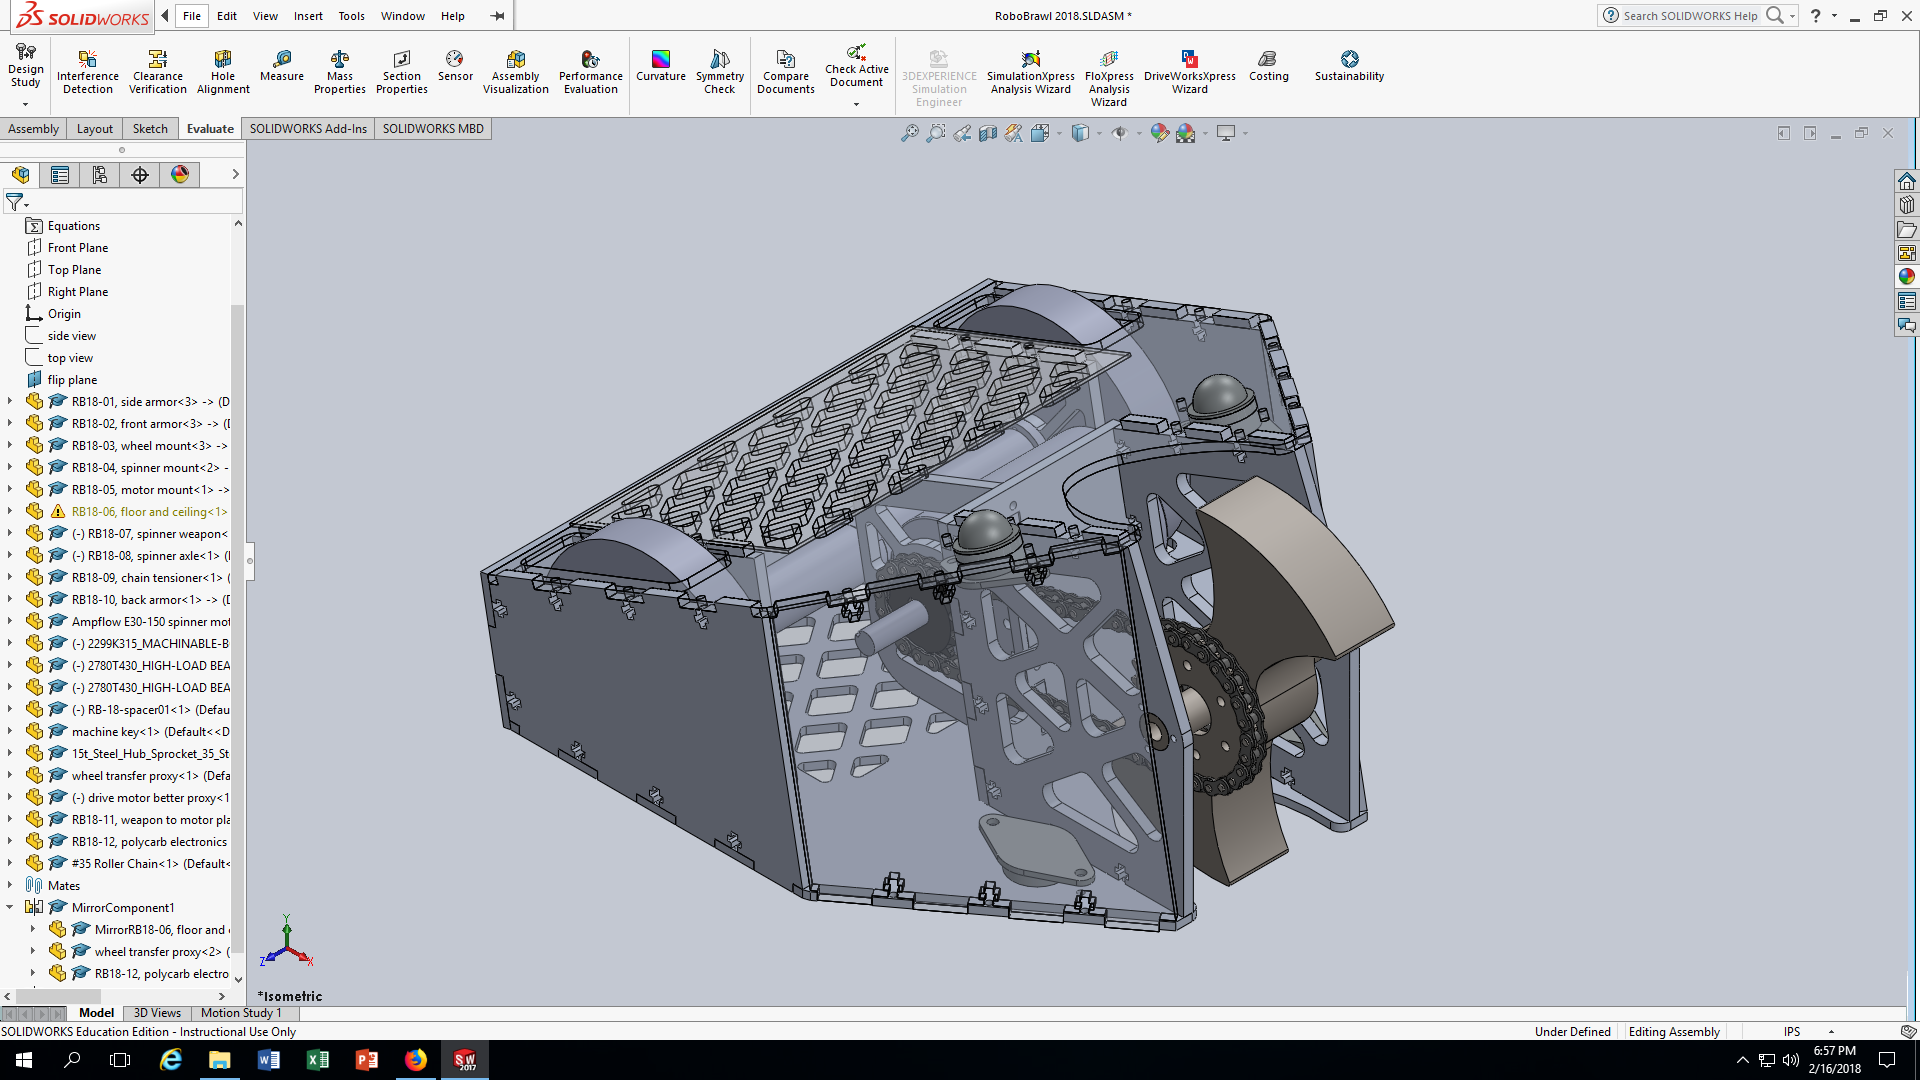 SOLIDWORKS
File Edit View Insert Tools Window Help
RoboBrawl 2018.SLDASM *
Search SOLIDWORKS Help
Design Study
Interference Detection
Clearance Verification
Hole Alignment
Measure
Mass Properties
Section Properties
Sensor
Assembly Visualization
Performance Evaluation
Curvature
Symmetry Check
Compare Documents
Check Active Document
3DEXPERIENCE Simulation Engineer
SimulationXpress Analysis Wizard
FloXpress Analysis Wizard
DriveWorksXpress Wizard
Costing
Sustainability
Assembly Layout Sketch Evaluate SOLIDWORKS Add-Ins SOLIDWORKS MBD
Equations
Front Plane
Top Plane
Right Plane
Origin
side view
top view
flip plane
RB18-01, side armor<3> -> (D
RB18-02, front armor<3> -> (
RB18-03, wheel mount<3> ->
RB18-04, spinner mount<2> -
RB18-05, motor mount<1> ->
RB18-06, floor and ceiling<1>
(-) RB18-07, spinner weapon<
(-) RB18-08, spinner axle<1> (
RB18-09, chain tensioner<1> (
RB18-10, back armor<1> -> (D
Ampflow E30-150 spinner mot
(-) 2299K315_MACHINABLE-B
(-) 2780T430_HIGH-LOAD BEA
(-) 2780T430_HIGH-LOAD BEA
(-) RB-18-spacer01<1> (Defau
machine key<1> (Default<<D
15t_Steel_Hub_Sprocket_35_St
wheel transfer proxy<1> (Defa
(-) drive motor better proxy<1
RB18-11, weapon to motor pla
RB18-12, polycarb electronics
#35 Roller Chain<1> (Default<
Mates
MirrorComponent1
MirrorRB18-06, floor and
wheel transfer proxy<2> (
RB18-12, polycarb electro
Y
Z
X
*Isometric
Model 3D Views Motion Study 1
SOLIDWORKS Education Edition - Instructional Use Only
Under Defined Editing Assembly IPS
SW 2017
6:57 PM
2/16/2018